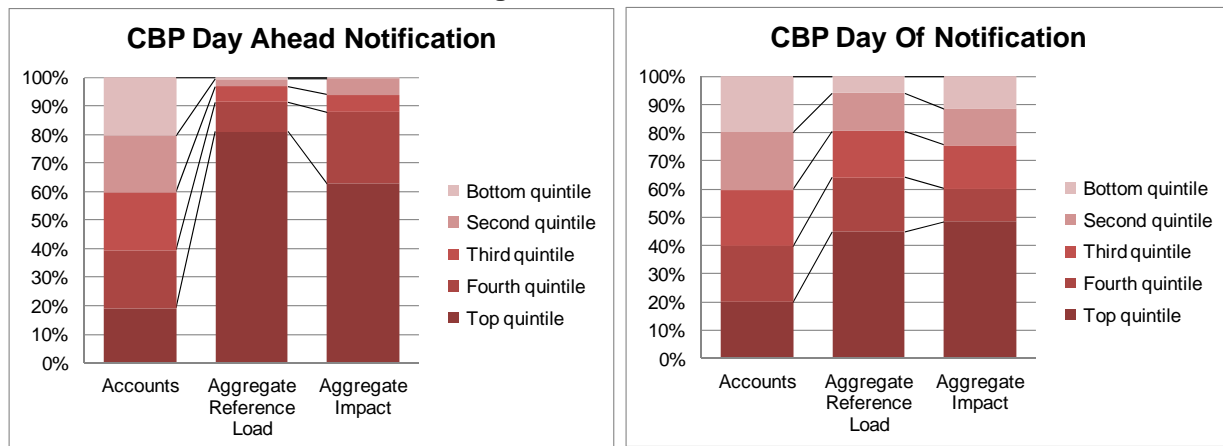 CBP Day Ahead Notification
100%
90%
80%
70%
60%
50%
40%
30%
20%
10%
0%
Accounts
Aggregate
Reference
Load
Aggregate
Impact
Bottom quintile
Second quintile
Third quintile
Fourth quintile
Top quintile
CBP Day Of Notification
100%
90%
80%
70%
60%
50%
40%
30%
20%
10%
0%
Accounts
Aggregate
Reference
Load
Aggregate
Impact
Bottom quintile
Second quintile
Third quintile
Fourth quintile
Top quintile